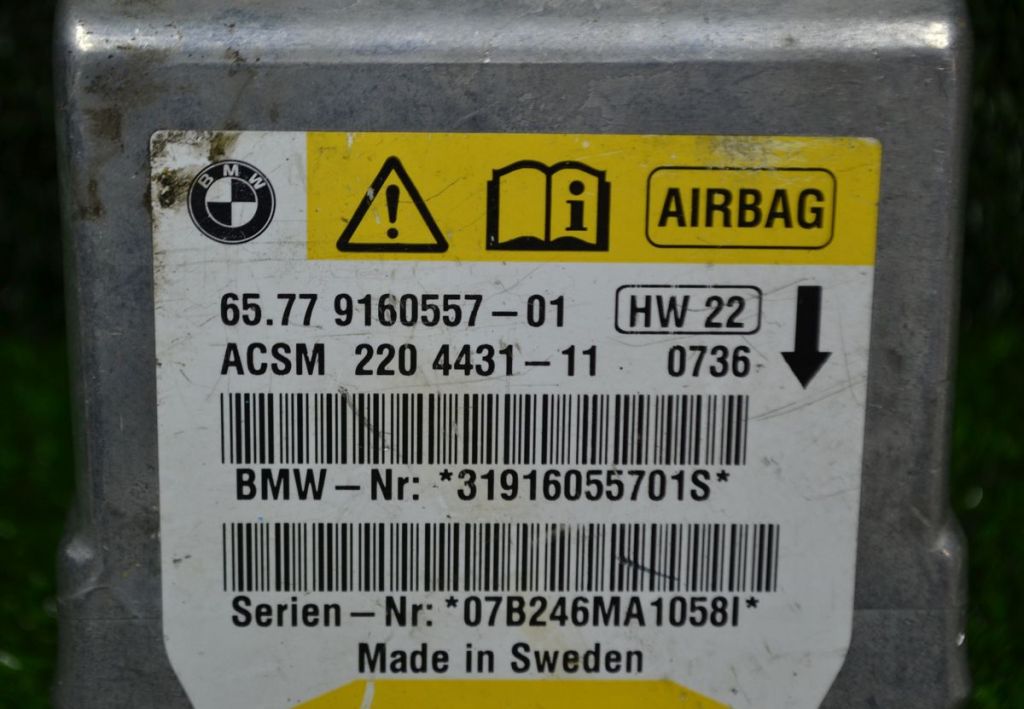 BMW
AIRBAG
65.77 9160557-01 HW 22
ACSM 220 4431-11 0736
BMW-Nr: *31916055701S*
Serien-Nr: *07B246MA1058I*
Made in Sweden